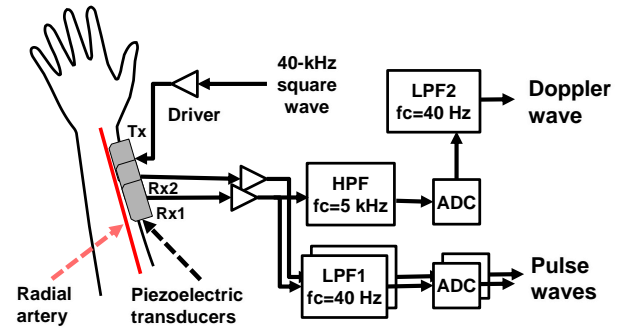 40-kHz
square
wave
Driver
Tx
Rx2
Rx1
LPF2
fc=40 Hz
Doppler
wave
HPF
fc=5 kHz
ADC
LPF1
fc=40 Hz
ADC
Pulse
waves
Radial
artery
Piezoelectric
transducers